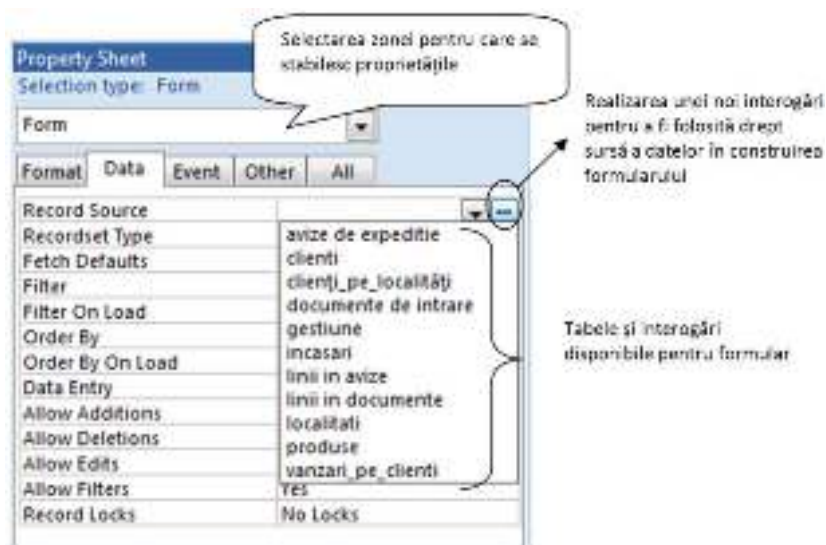 Selectarea zonei pentru care se
stabilesc proprietățile
Property Sheet
Selection type: Form
Form
Format Data Event Other All
Realizarea unei noi interogări
pentru a fi folosită drept
sursă a datelor în construirea
formularului
Record Source
Recordset Type
Fetch Defaults
Filter
Filter On Load
Order By
Order By On Load
Data Entry
Allow Additions
Allow Deletions
Allow Edits
Allow Filters Yes
Record Locks No Locks
avize de expeditie
clienti
clienți_pe_localități
documente de intrare
gestiune
incasari
linii in avize
linii in documente
localitati
produse
vanzari_pe_clienti
Tabele și interogări
disponibile pentru formular